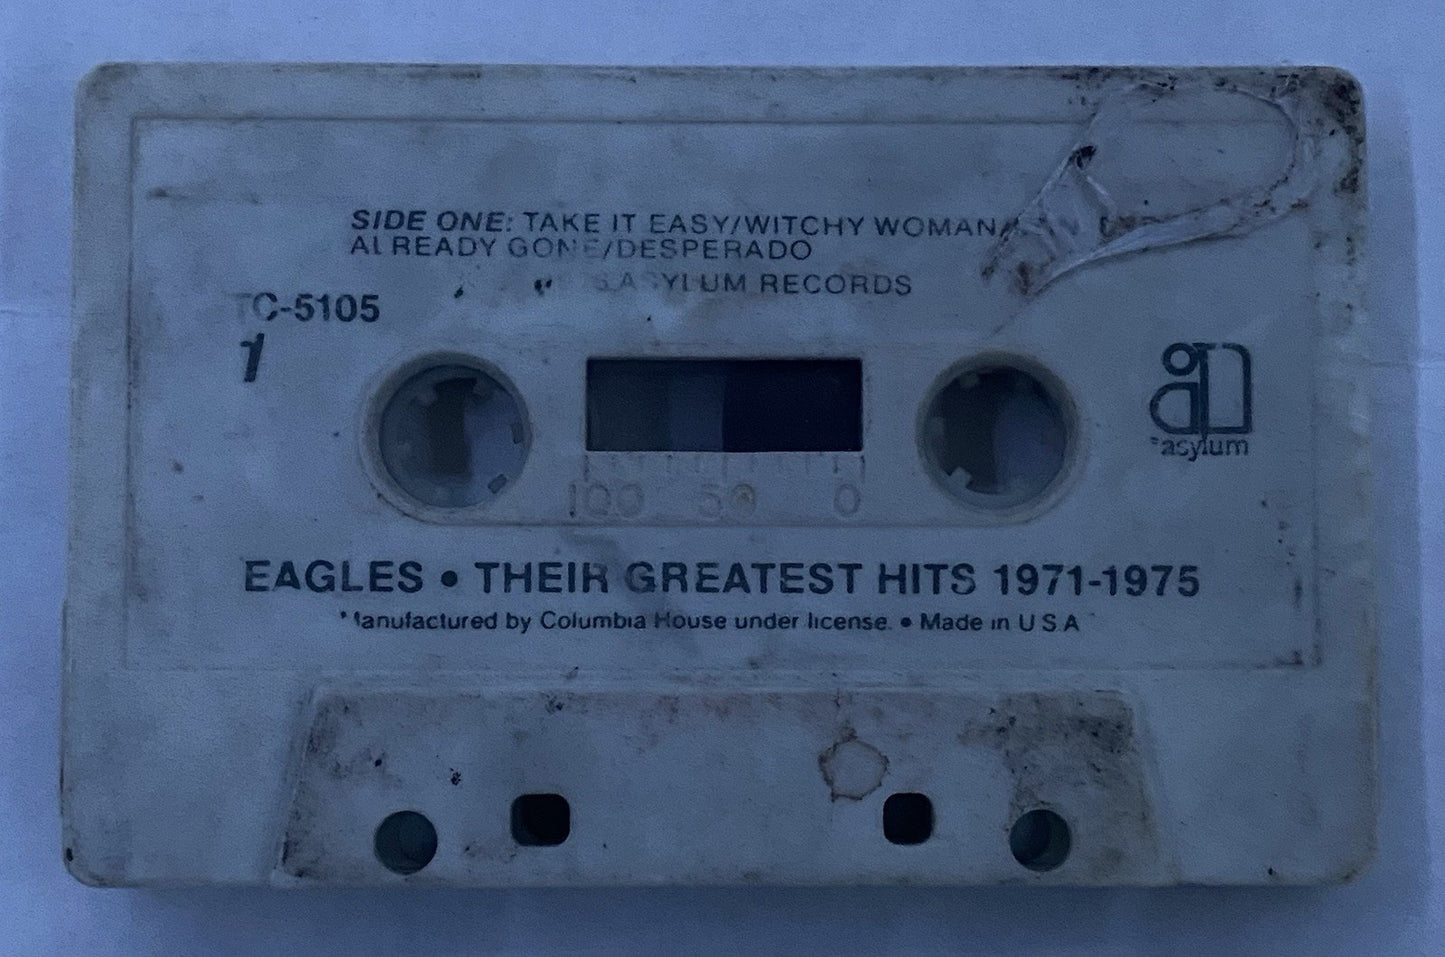 SIDE ONE: TAKE IT EASY/WITCHY WOMAN/
ALREADY GONE/DESPERADO
ASYLUM RECORDS
TC-5105
1
asylum
100 50 0
EAGLES • THEIR GREATEST HITS 1971-1975
Manufactured by Columbia House under license. • Made in U S A